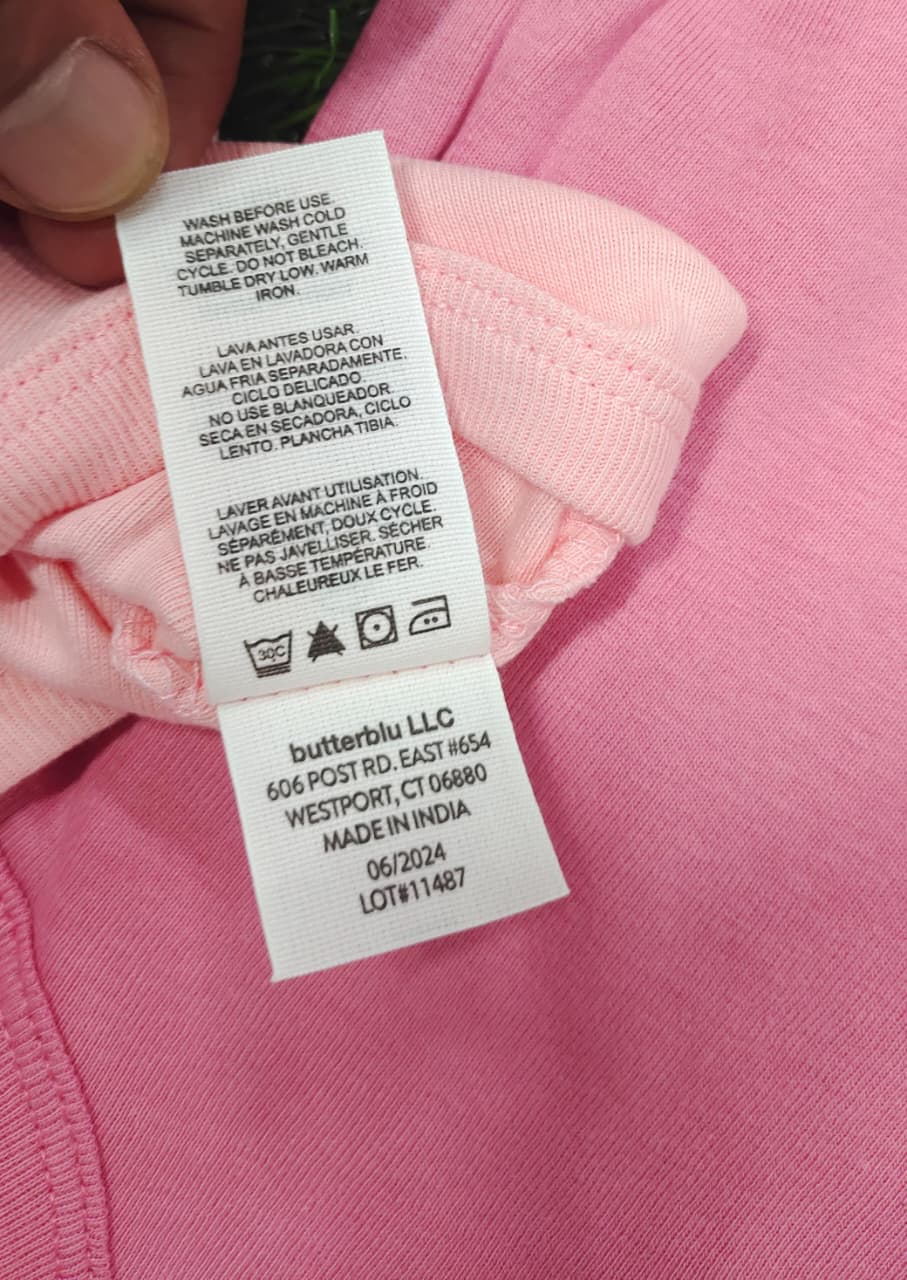 WASH BEFORE USE.
MACHINE WASH COLD
SEPARATELY, GENTLE
CYCLE. DO NOT BLEACH.
TUMBLE DRY LOW. WARM
IRON.
LAVA ANTES USAR.
LAVA EN LAVADORA CON
AGUA FRIA SEPARADAMENTE,
CICLO DELICADO.
NO USE BLANQUEADOR.
SECA EN SECADORA, CICLO
LENTO. PLANCHA TIBIA.
LAVER AVANT UTILISATION.
LAVAGE EN MACHINE À FROID
SÉPARÉMENT, DOUX CYCLE.
NE PAS JAVELLISER. SÉCHER
À BASSE TEMPÉRATURE.
CHALEUREUX LE FER.
30C
butterblu LLC
606 POST RD. EAST #654
WESTPORT, CT 06880
MADE IN INDIA
06/2024
LOT#11487